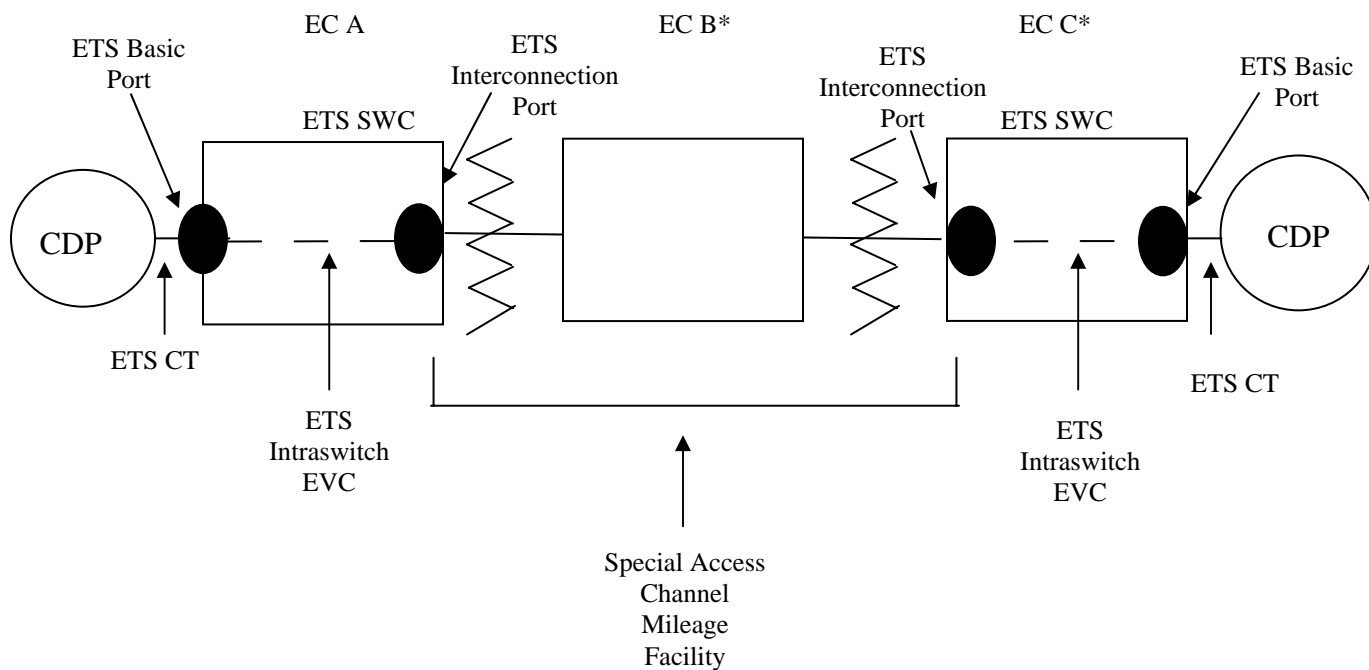 EC A
EC B*
EC C*
ETS Basic
Port
ETS
Interconnection
Port
ETS
Interconnection
Port
ETS Basic
Port
ETS SWC
ETS SWC
CDP
CDP
ETS CT
ETS CT
ETS
Intraswitch
EVC
ETS
Intraswitch
EVC
Special Access
Channel
Mileage
Facility